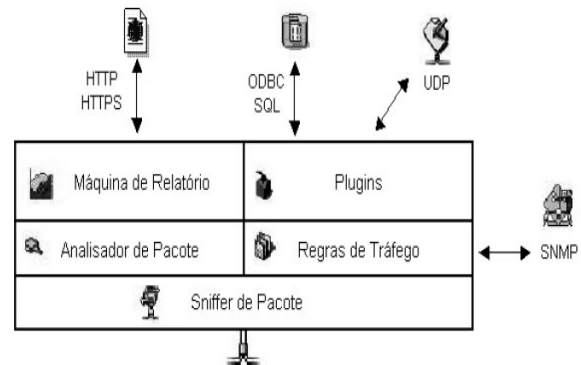 HTTP
HTTPS
ODBC
SQL
UDP
Máquina de Relatório
Plugins
Analisador de Pacote
Regras de Tráfego
SNMP
Sniffer de Pacote